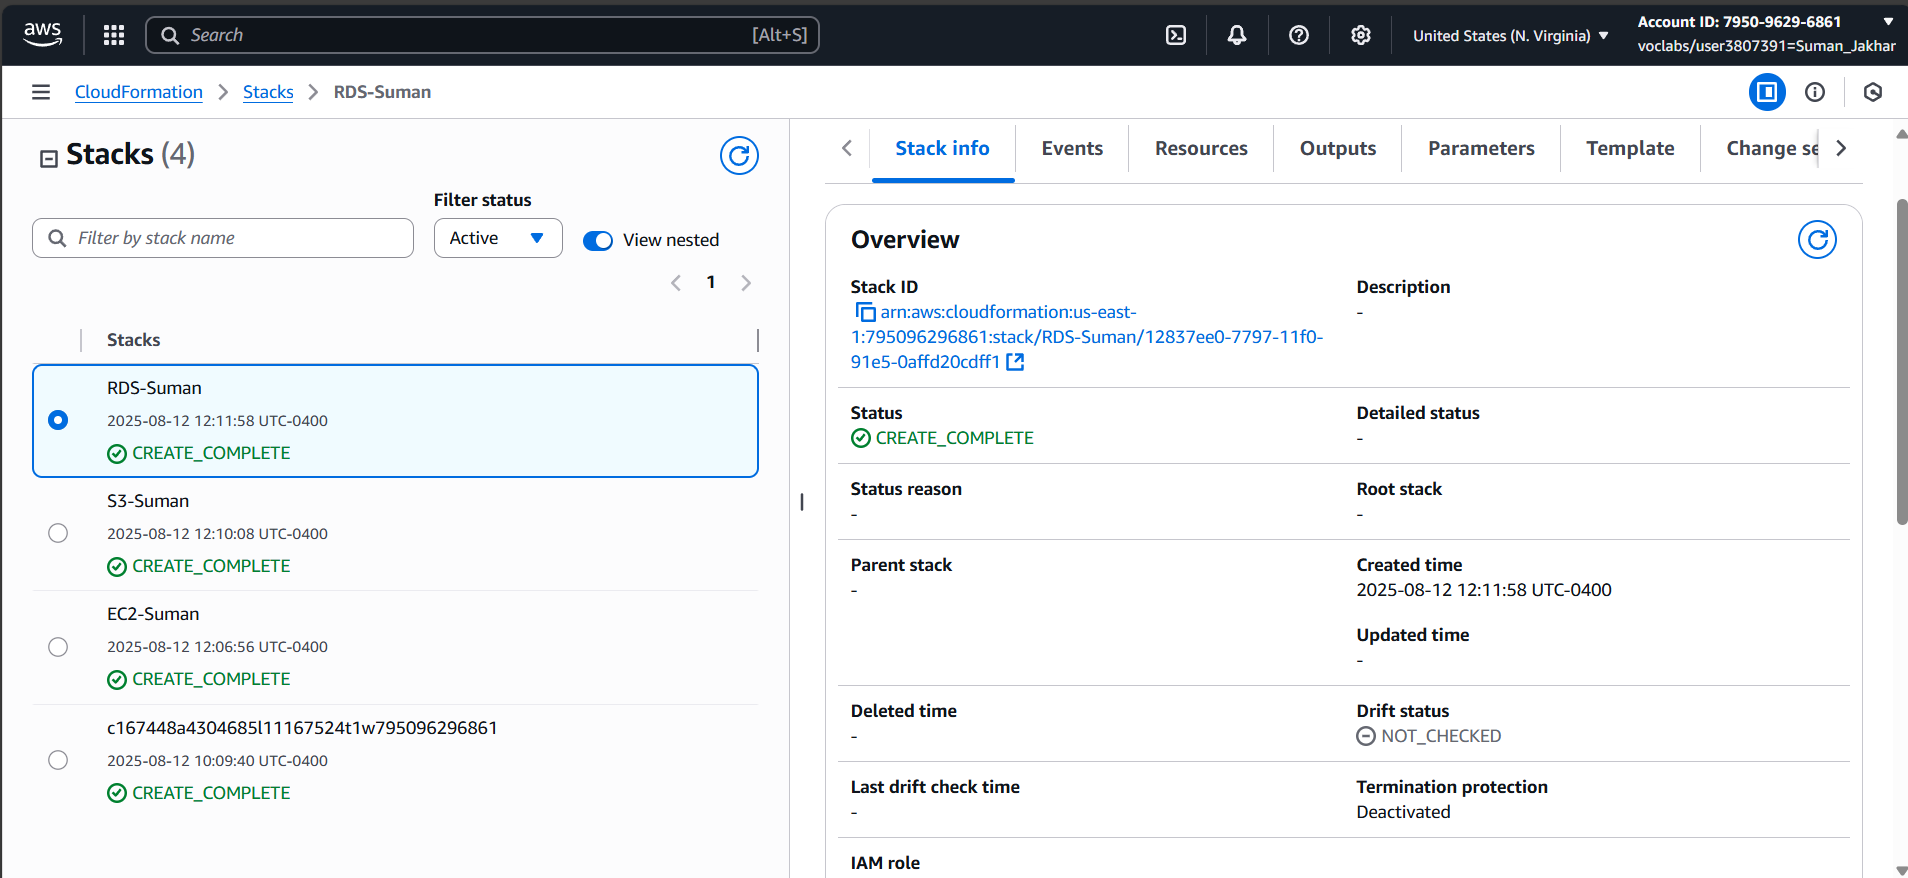 aws
Search
[Alt+S]
United States (N. Virginia)
Account ID: 7950-9629-6861
voclabs/user3807391=Suman_Jakhar
CloudFormation
Stacks
RDS-Suman
Stacks (4)
Filter status
Filter by stack name
Active
View nested
1
Stacks
RDS-Suman
2025-08-12 12:11:58 UTC-0400
CREATE_COMPLETE
S3-Suman
2025-08-12 12:10:08 UTC-0400
CREATE_COMPLETE
EC2-Suman
2025-08-12 12:06:56 UTC-0400
CREATE_COMPLETE
c167448a4304685l11167524t1w795096296861
2025-08-12 10:09:40 UTC-0400
CREATE_COMPLETE
Stack info
Events
Resources
Outputs
Parameters
Template
Change se
Overview
Stack ID
arn:aws:cloudformation:us-east-
1:795096296861:stack/RDS-Suman/12837ee0-7797-11f0-
91e5-0affd20cdff1
Description
-
Status
CREATE_COMPLETE
Detailed status
-
Status reason
-
Root stack
-
Parent stack
-
Created time
2025-08-12 12:11:58 UTC-0400
Updated time
-
Deleted time
-
Drift status
NOT_CHECKED
Last drift check time
-
Termination protection
Deactivated
IAM role